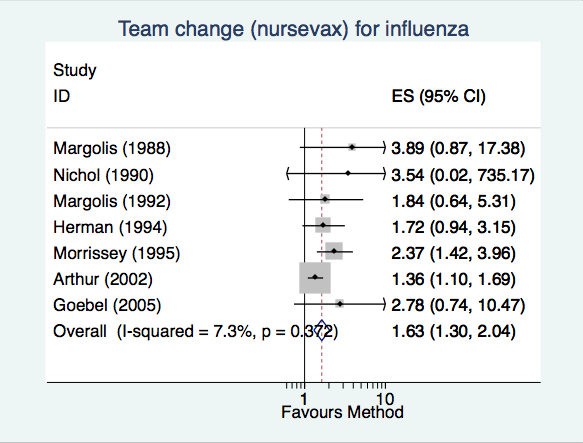 Team change (nursevax) for influenza
Study
ID ES (95% CI)
Margolis (1988) 3.89 (0.87, 17.38)
Nichol (1990) 3.54 (0.02, 735.17)
Margolis (1992) 1.84 (0.64, 5.31)
Herman (1994) 1.72 (0.94, 3.15)
Morrissey (1995) 2.37 (1.42, 3.96)
Arthur (2002) 1.36 (1.10, 1.69)
Goebel (2005) 2.78 (0.74, 10.47)
Overall (I-squared = 7.3%, p = 0.372) 1.63 (1.30, 2.04)
1 10
Favours Method